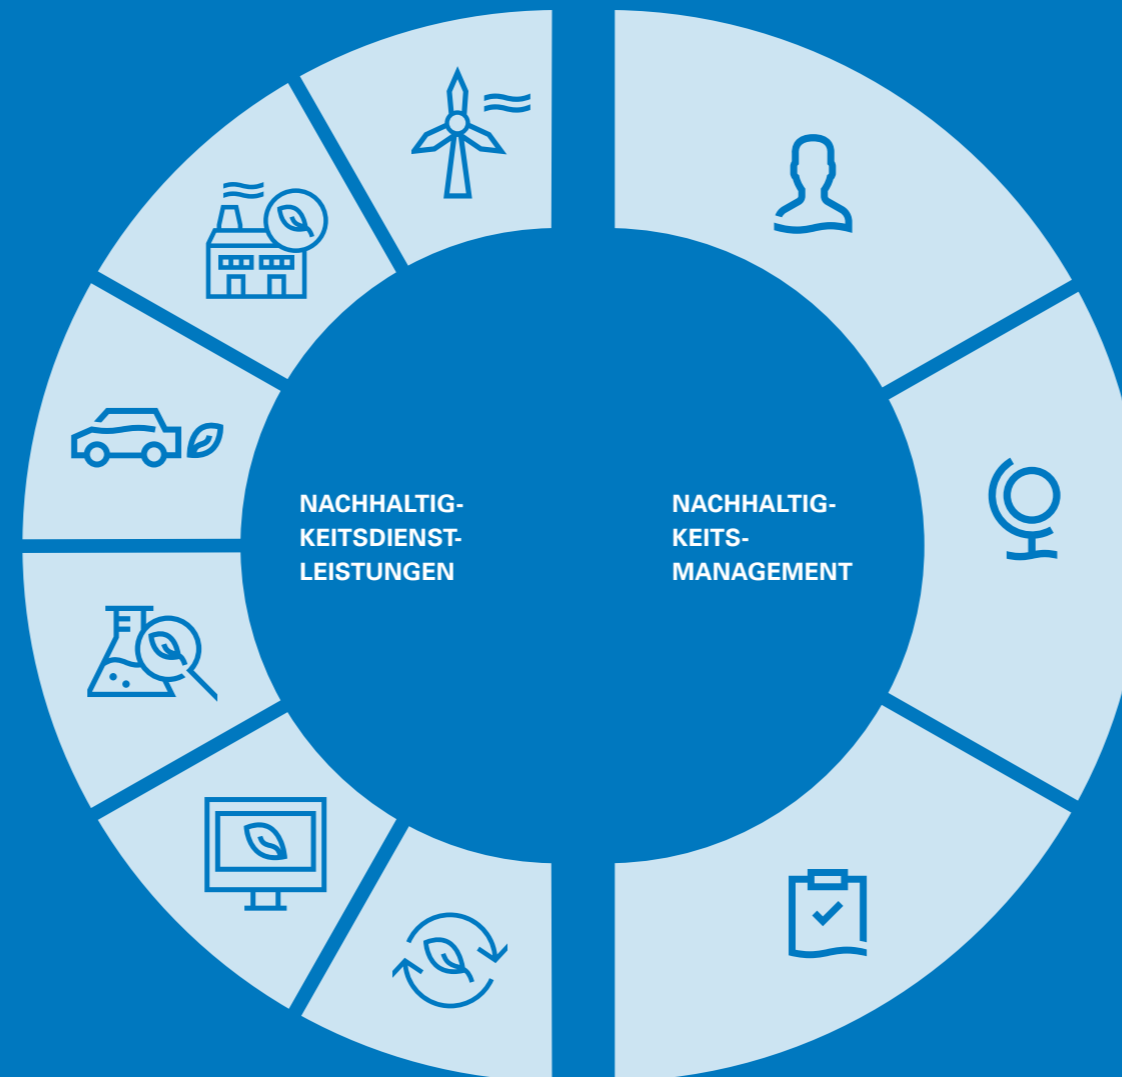 NACHHALTIG-
KEITSDIENST-
LEISTUNGEN
NACHHALTIG-
KEITS-
MANAGEMENT